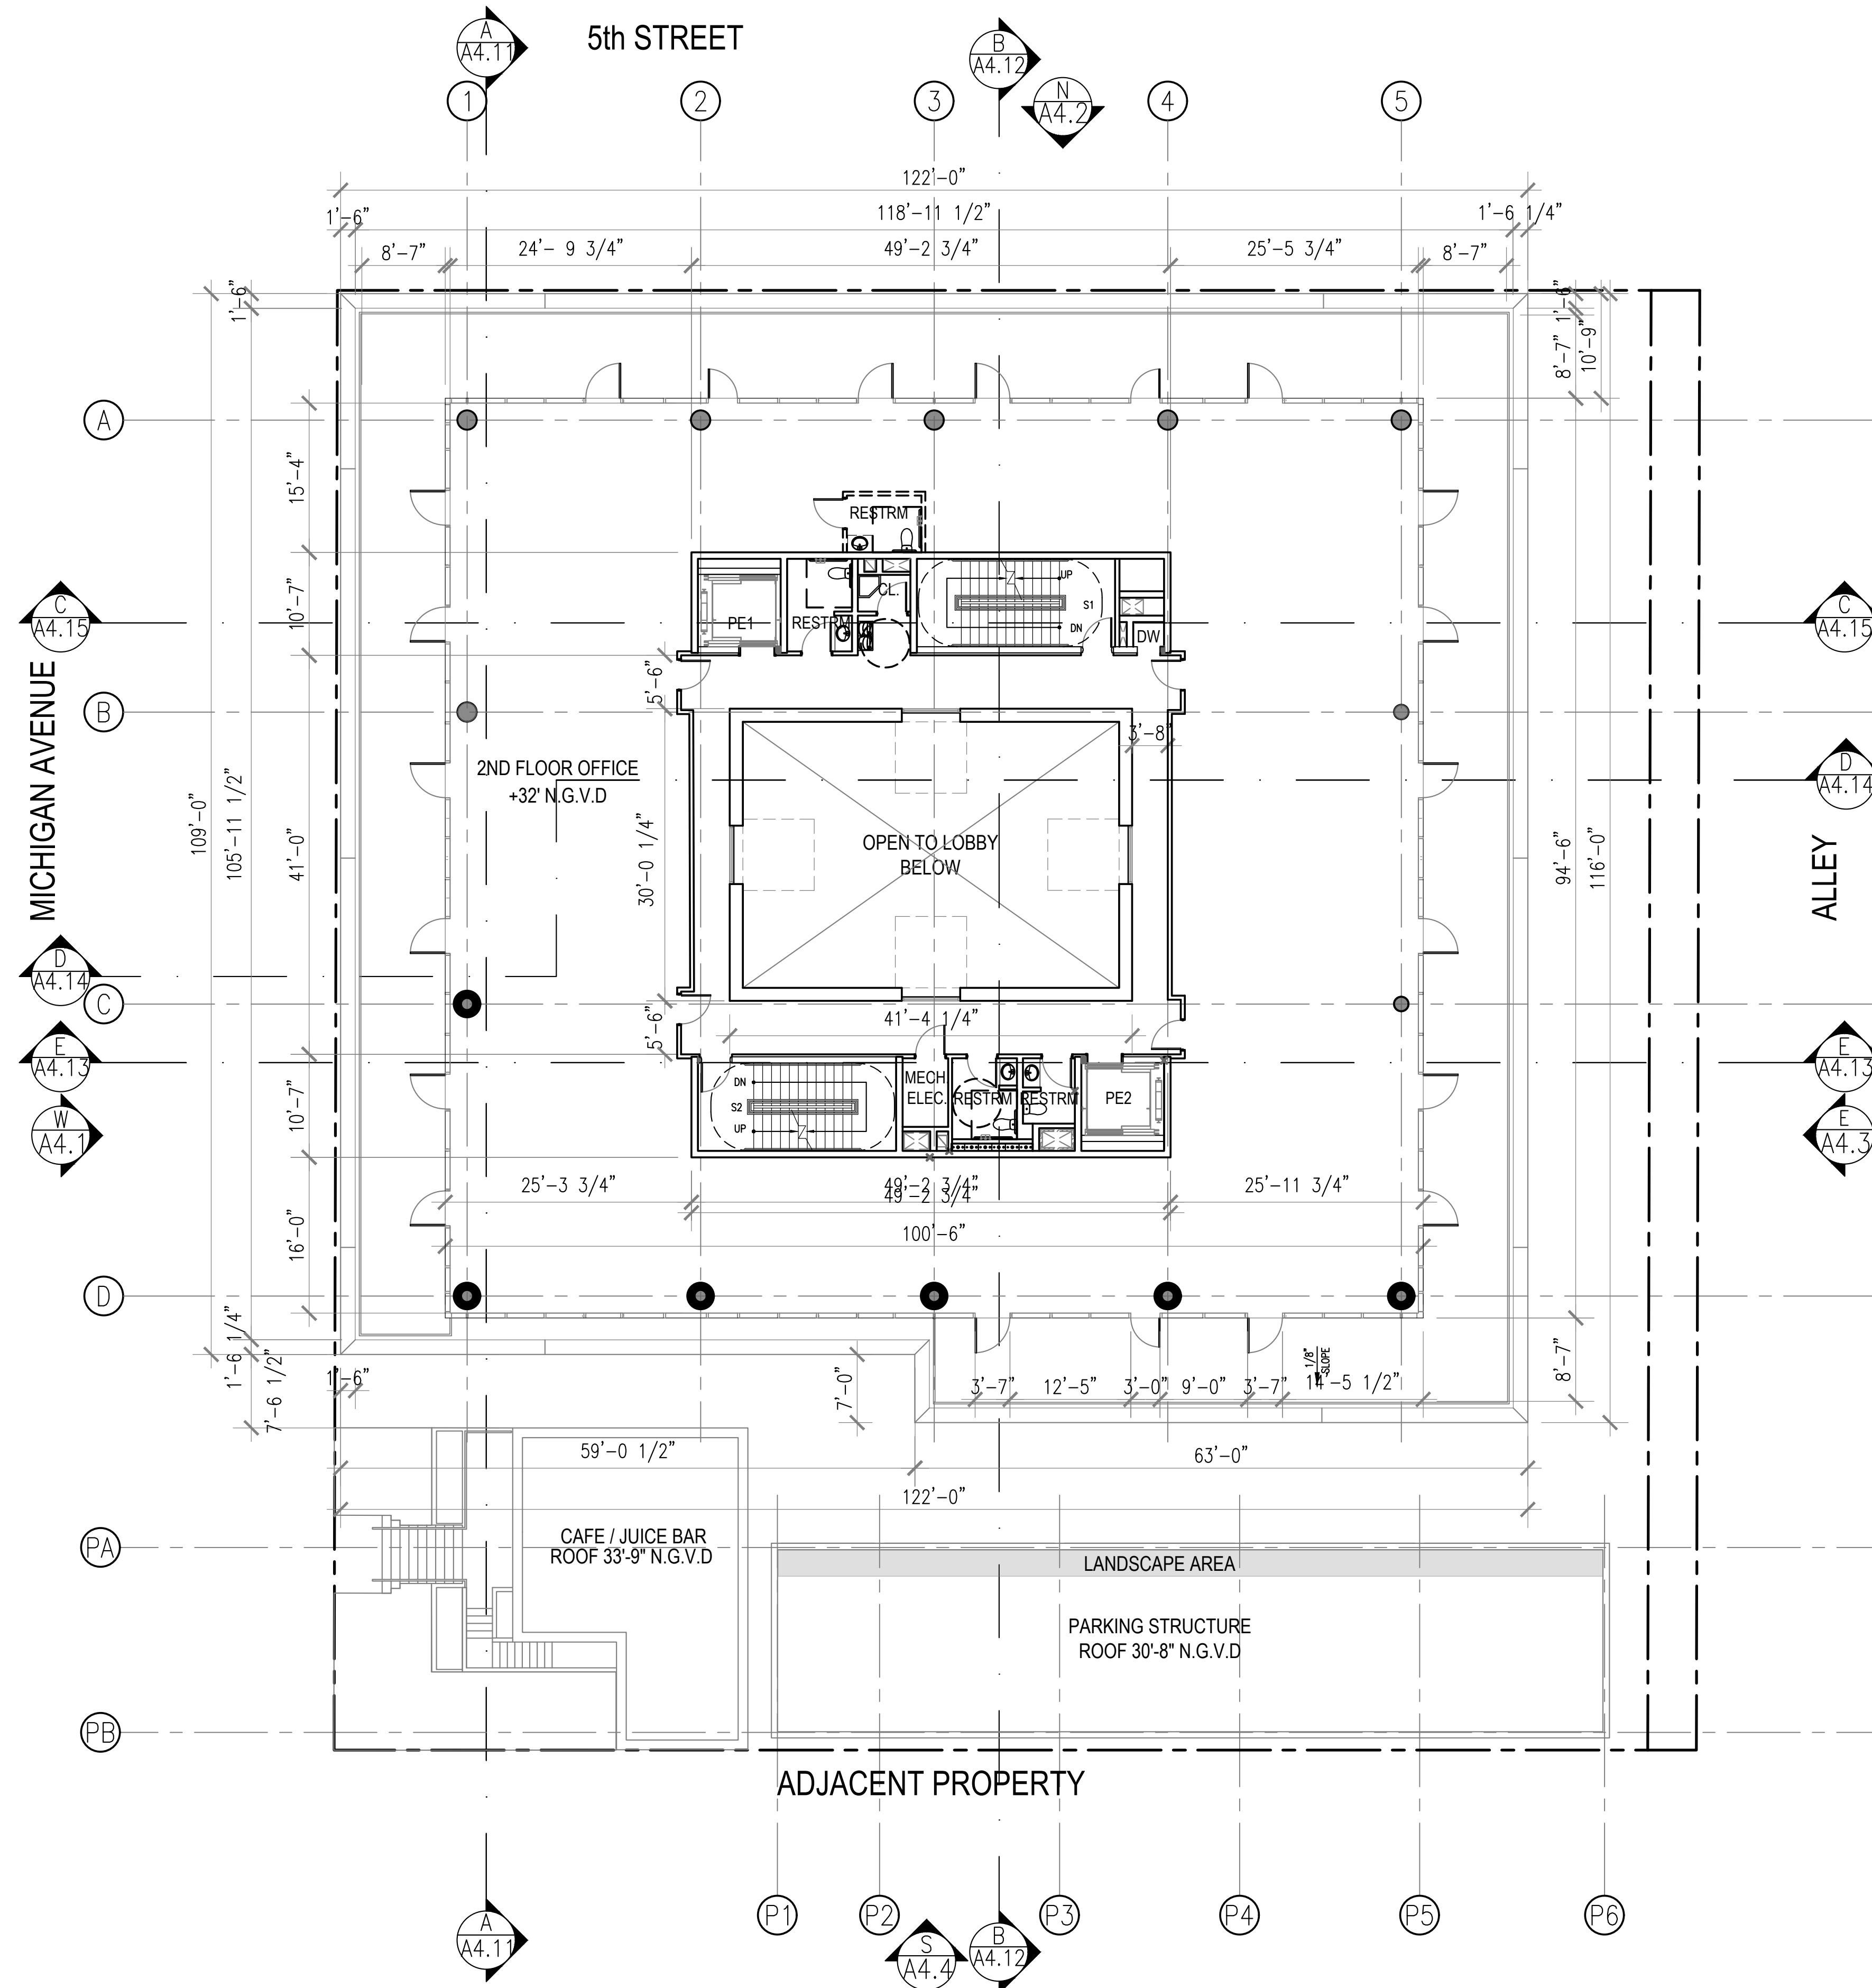 A
A4.11
5th STREET
B
A4.12
N
A4.2
1
2
3
4
5
122'-0"
1'-6"
118'-11 1/2"
1'-6 1/4"
8'-7"
24'- 9 3/4"
49'-2 3/4"
25'-5 3/4"
8'-7"
1'-6"
1'-6"
8'-7"
10'-9"
A
15'-4"
RESTRM
UP
CL.
S1
10'-7"
PE1
RESTRM
DN
DW
C
A4.15
C
A4.15
5'-6"
B
3'-8"
MICHIGAN AVENUE
2ND FLOOR OFFICE
+32' N.G.V.D
D
A4.14
109'-0"
105'-11 1/2"
41'-0"
30'-0 1/4"
OPEN TO LOBBY
BELOW
94'-6"
116'-0"
ALLEY
D
A4.14
C
5'-6"
41'-4 1/4"
E
A4.13
E
A4.13
DN
MECH.
ELEC.
RESTRM
RESTRM
PE2
S2
UP
10'-7"
W
A4.1
E
A4.3
25'-3 3/4"
49'-2 3/4"
49'-2 3/4"
25'-11 3/4"
16'-0"
100'-6"
D
1'-6 1/4"
7'-6 1/2"
1'-6"
7'-0"
1/8"
SLOPE
8'-7"
3'-7"
12'-5"
3'-0"
9'-0"
3'-7"
14'-5 1/2"
59'-0 1/2"
63'-0"
122'-0"
PA
CAFE / JUICE BAR
ROOF 33'-9" N.G.V.D
LANDSCAPE AREA
PARKING STRUCTURE
ROOF 30'-8" N.G.V.D
PB
ADJACENT PROPERTY
P1
P2
P3
P4
P5
P6
A
A4.11
S
A4.4
B
A4.12